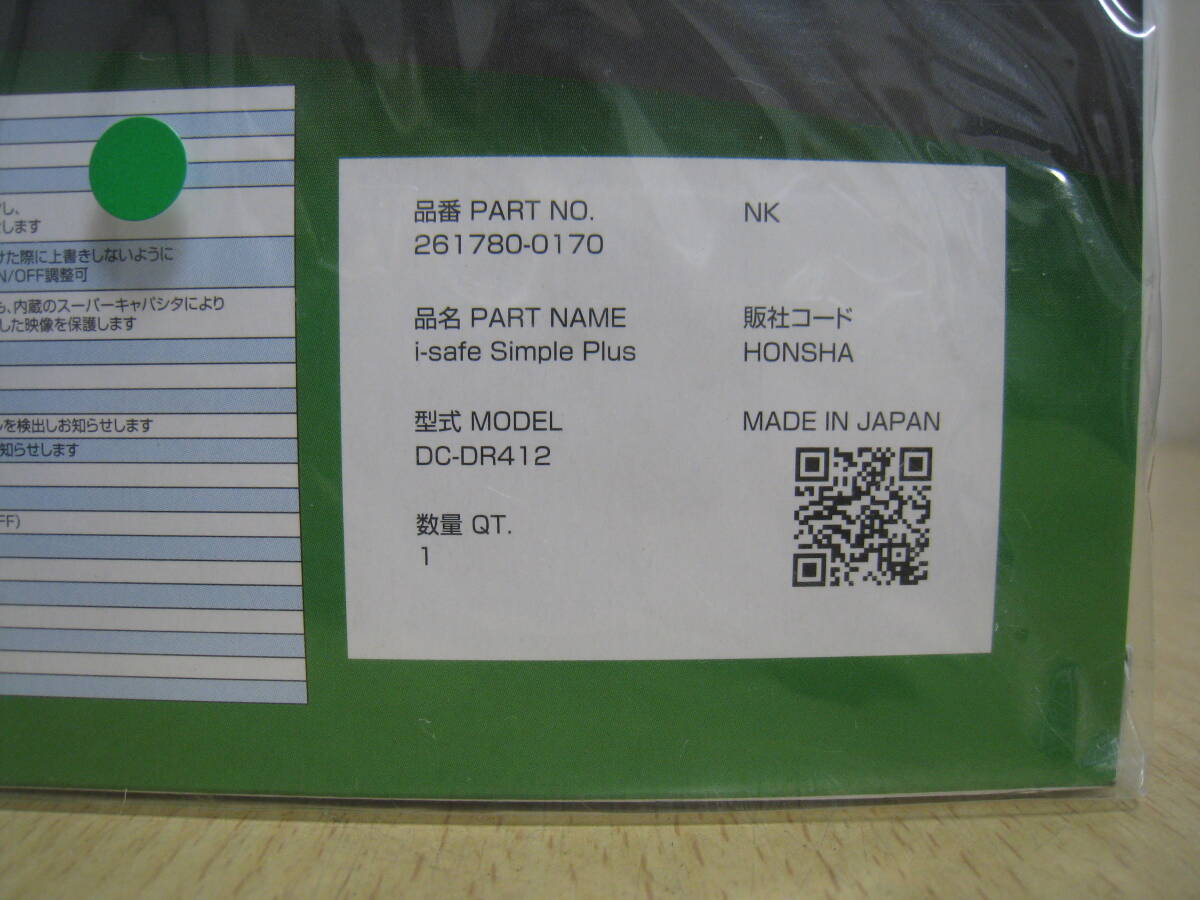 し、
します
けた際に上書きしないように
N/OFF調整可
も、内蔵のスーパーキャパシタにより
した映像を保護します
を検出しお知らせします
知らせします
FF)
品番 PART NO.
261780-0170
NK
品名 PART NAME
i-safe Simple Plus
販社コード
HONSHA
型式 MODEL
DC-DR412
MADE IN JAPAN
数量 QT.
1